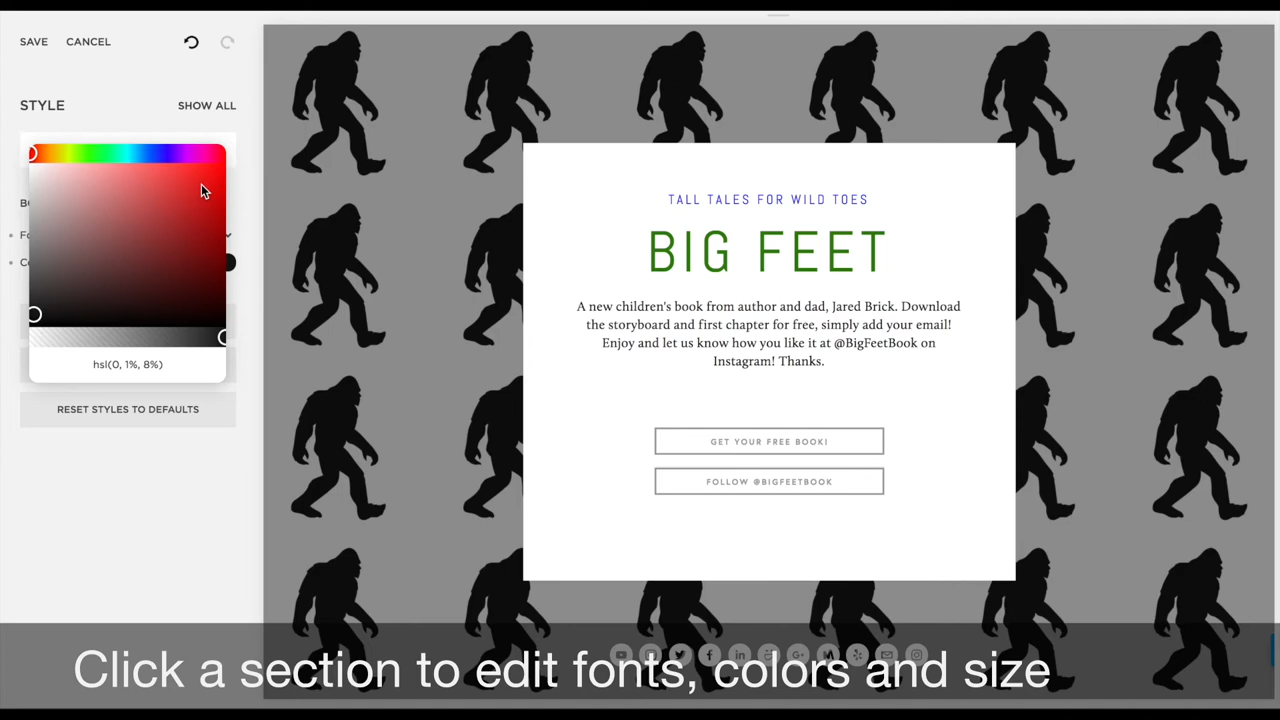 SAVE CANCEL
STYLE SHOW ALL
hsl(0, 1%, 8%)
RESET STYLES TO DEFAULTS
TALL TALES FOR WILD TOES
BIG FEET
A new children's book from author and dad, Jared Brick. Download
the storyboard and first chapter for free, simply add your email!
Enjoy and let us know how you like it at @BigFeetBook on
Instagram! Thanks.
GET YOUR FREE BOOK!
FOLLOW @BIGFEETBOOK
Click a section to edit fonts, colors and size